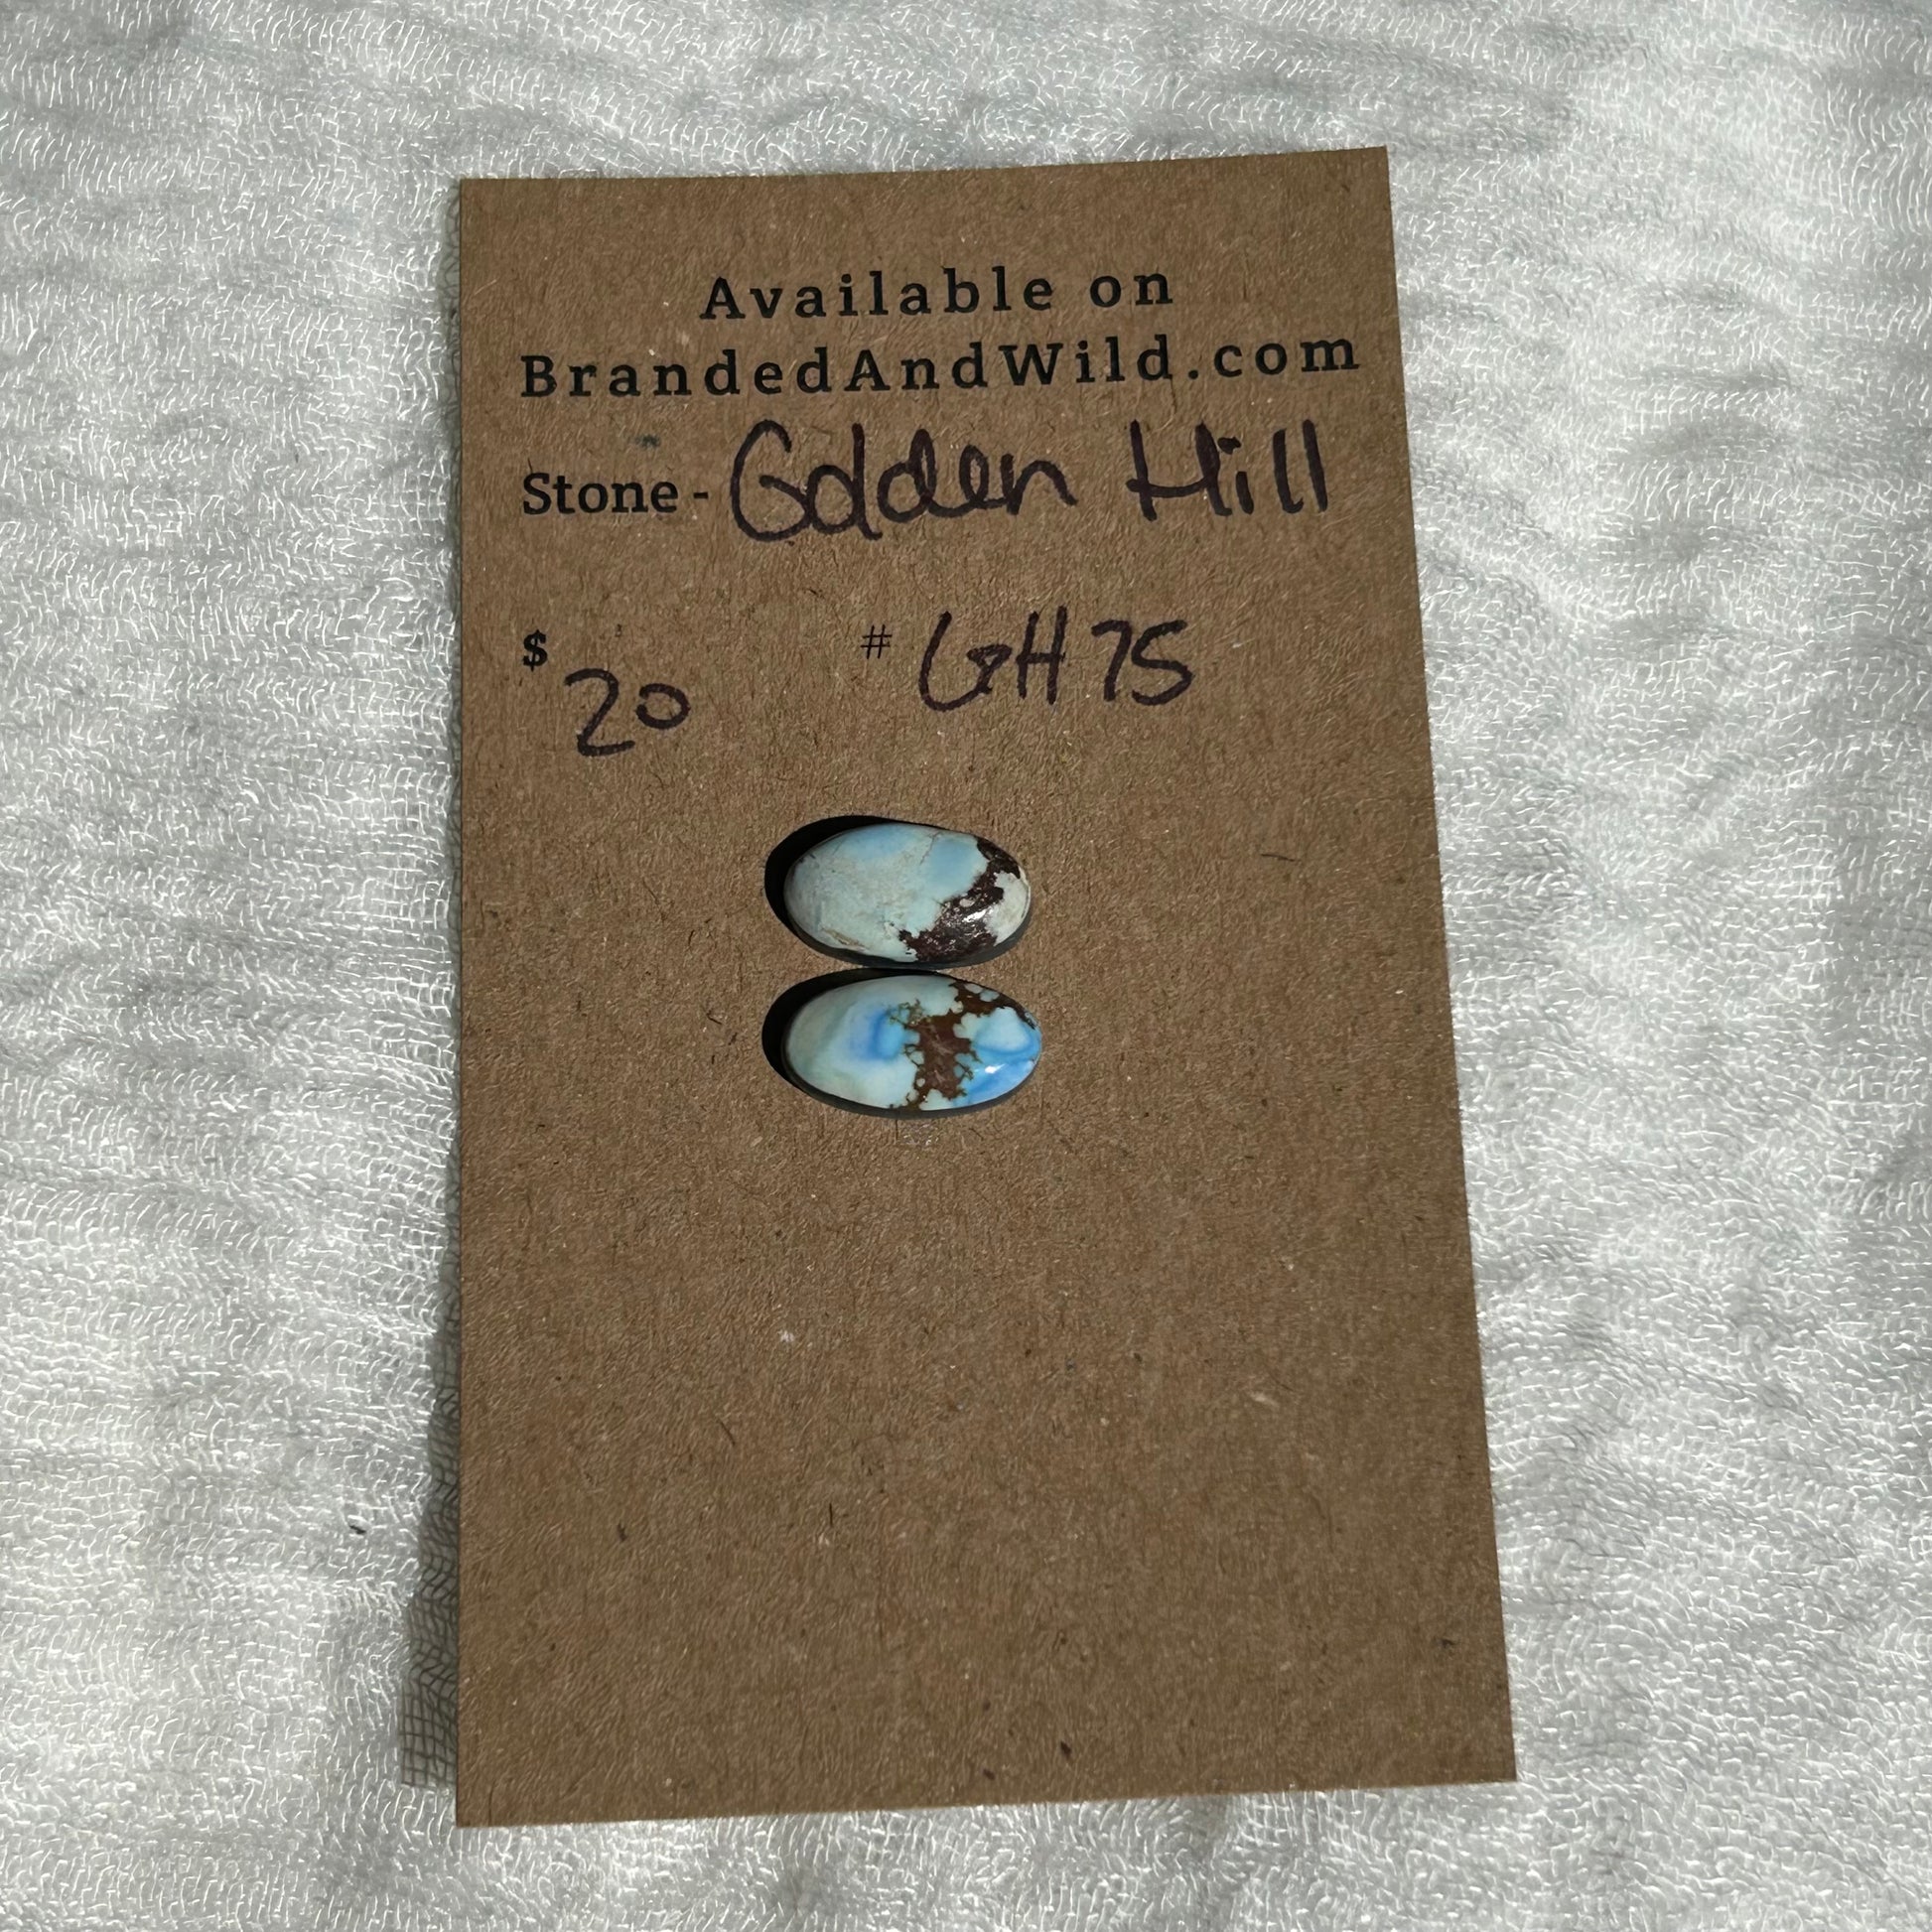 Available on
BrandedAndWild.com
Stone - Golden Hill
$ 20 # GH75